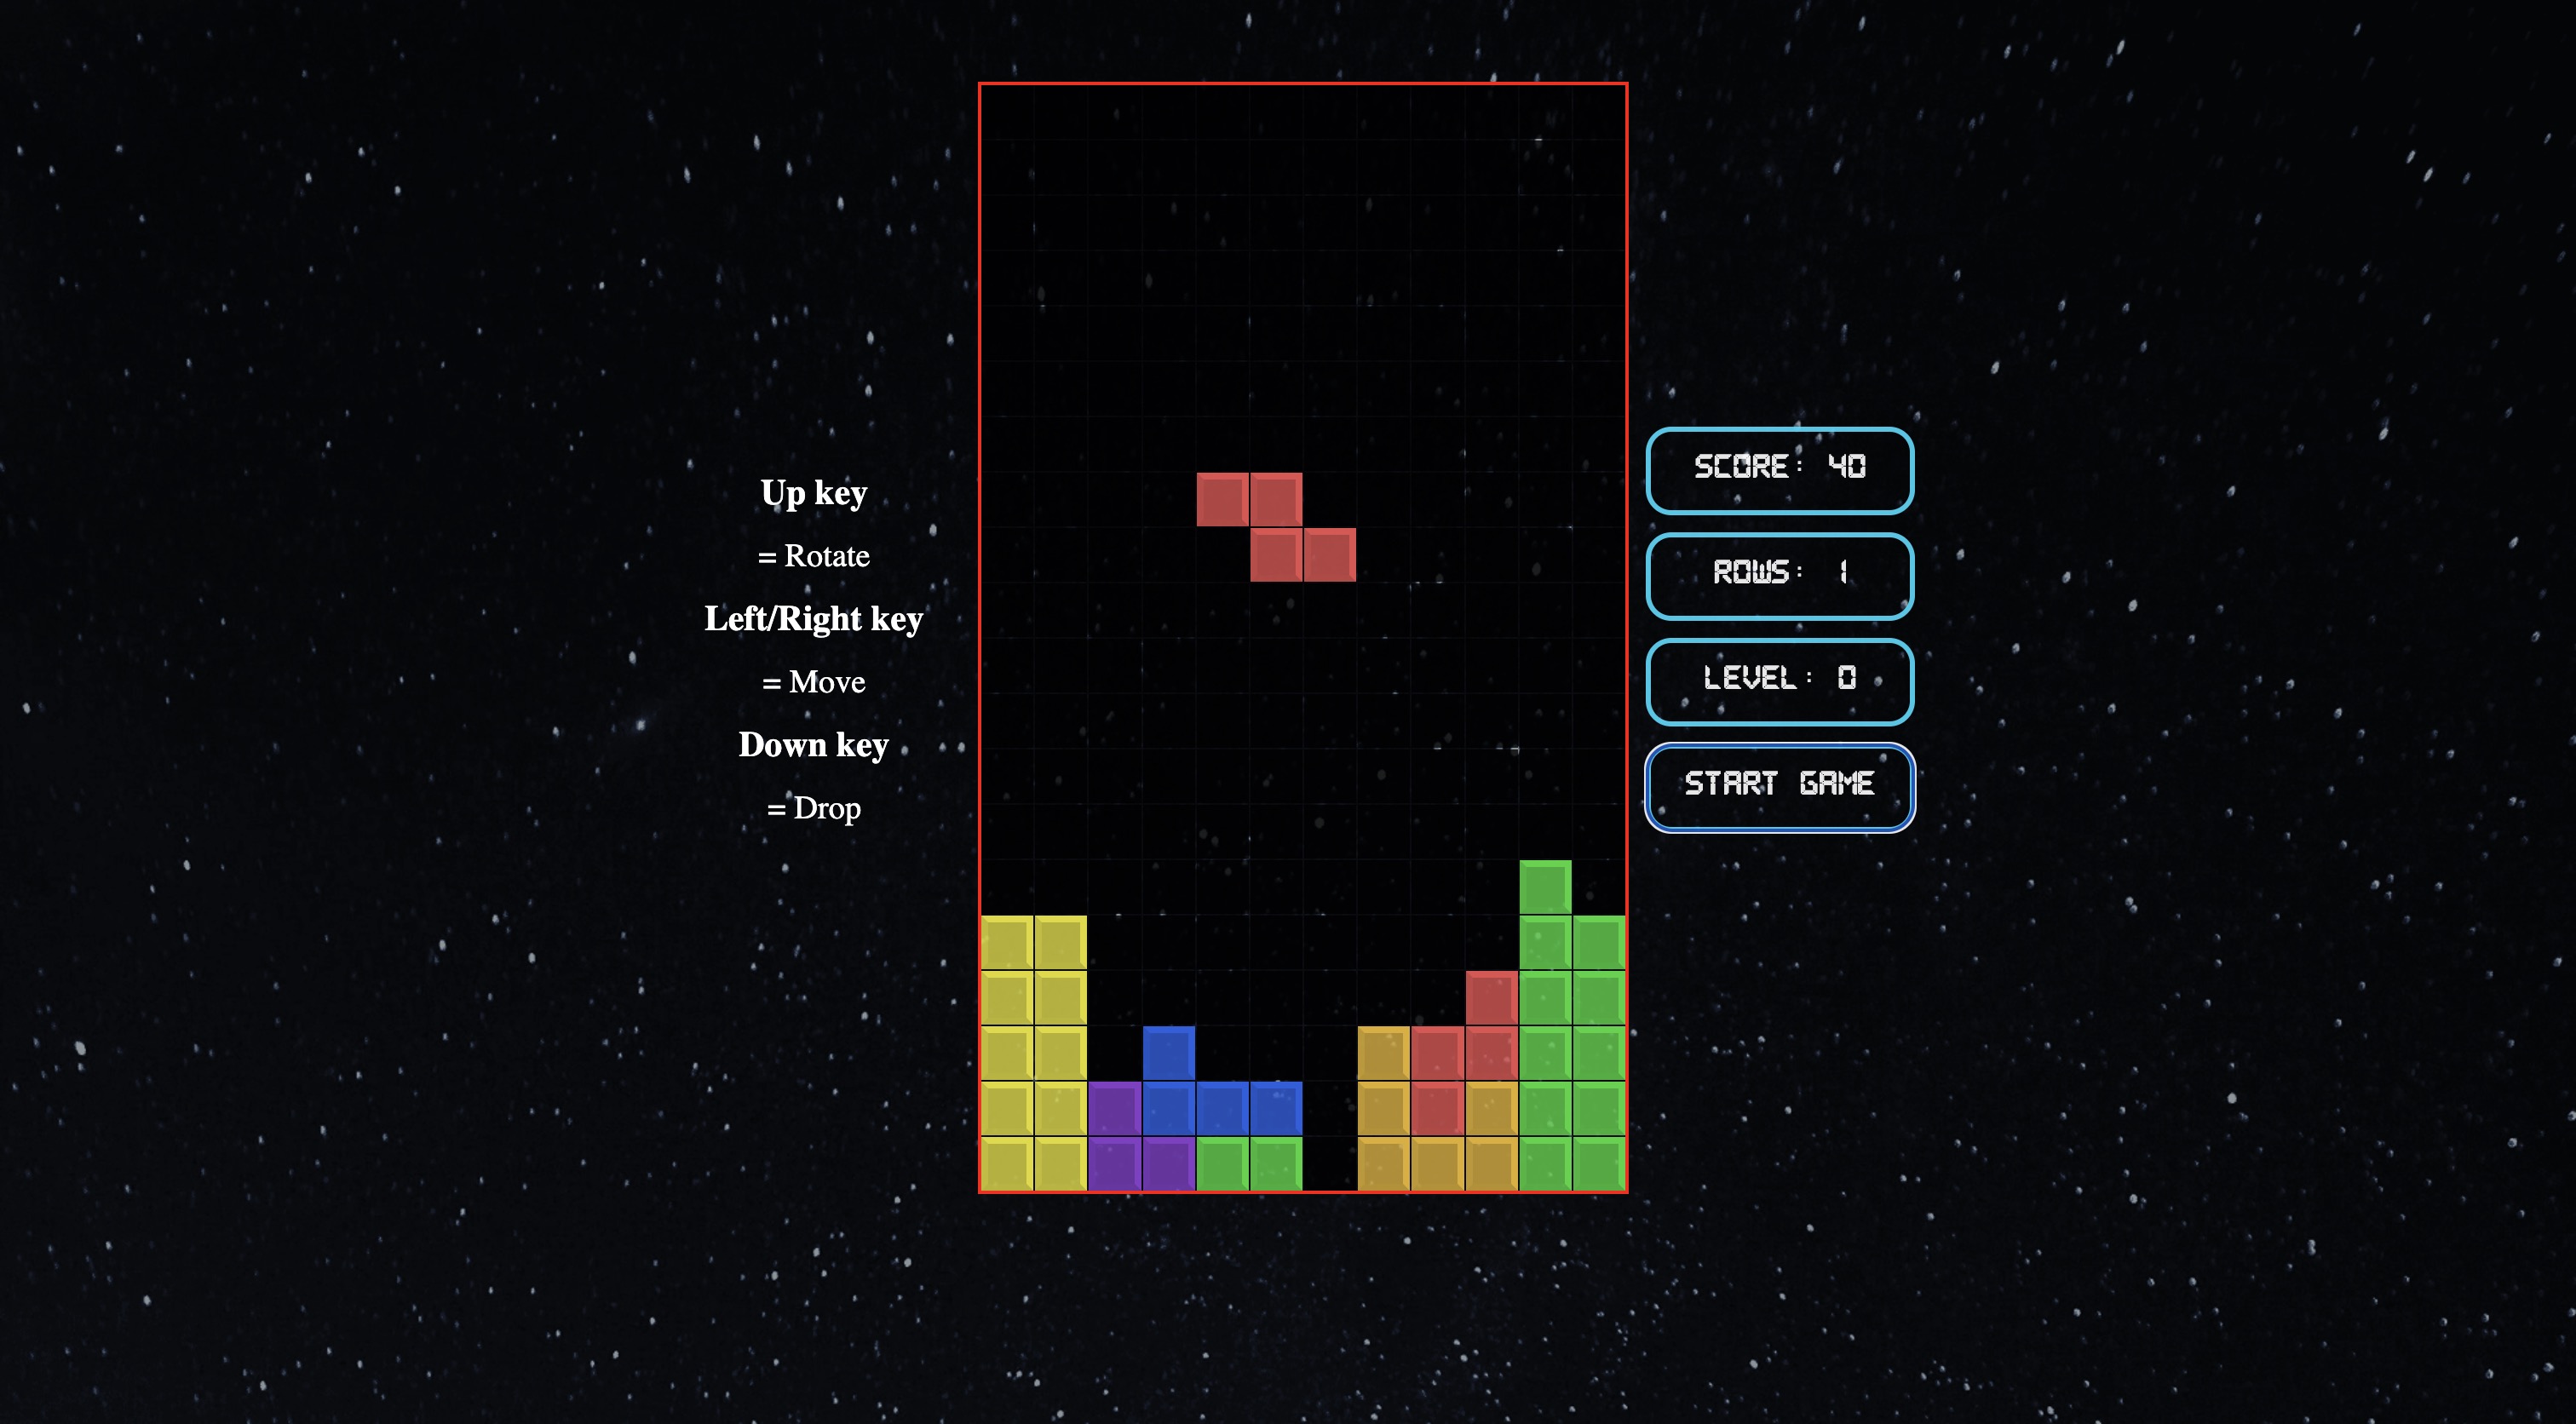 Up key
= Rotate
Left/Right key
= Move
Down key
= Drop
SCORE: 40
ROWS: 1
LEVEL: 0
START GAME